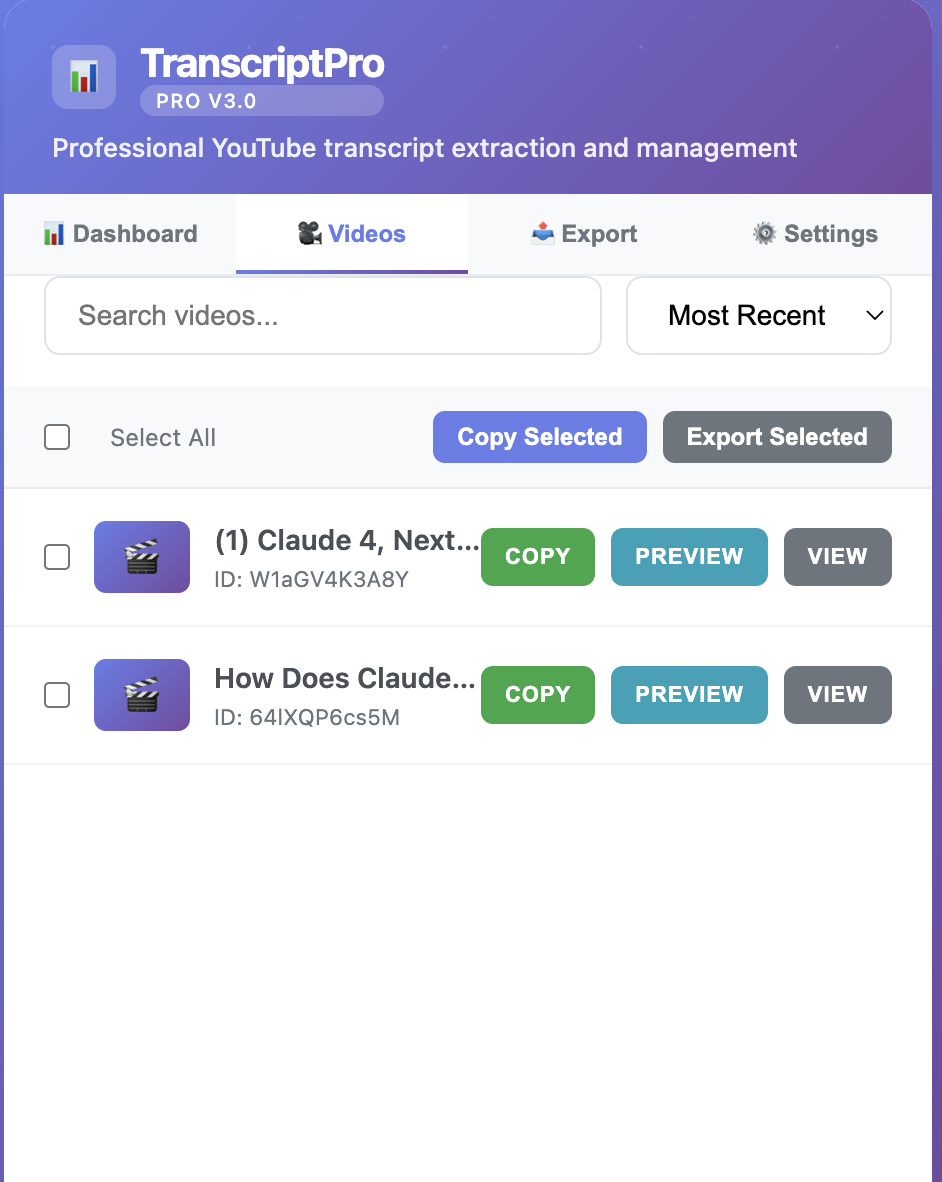 TranscriptPro
PRO V3.0
Professional YouTube transcript extraction and management
Dashboard Videos Export Settings
Search videos... Most Recent
Select All Copy Selected Export Selected
(1) Claude 4, Next...
ID: W1aGV4K3A8Y
COPY PREVIEW VIEW
How Does Claude...
ID: 64lXQP6cs5M
COPY PREVIEW VIEW